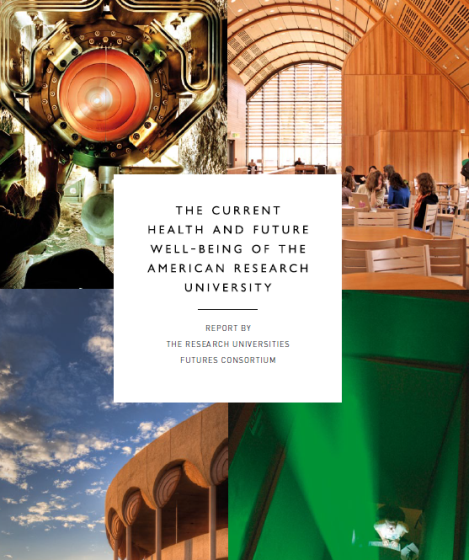 THE CURRENT
HEALTH AND FUTURE
WELL-BEING OF THE
AMERICAN RESEARCH
UNIVERSITY
REPORT BY
THE RESEARCH UNIVERSITIES
FUTURES CONSORTIUM